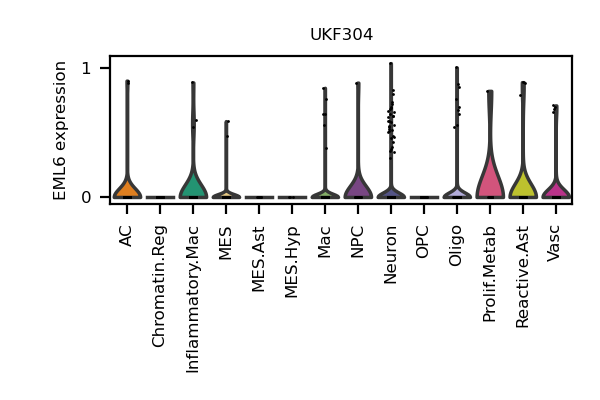 UKF304
EML6 expression
1
0
AC
Chromatin.Reg
Inflammatory.Mac
MES
MES.Ast
MES.Hyp
Mac
NPC
Neuron
OPC
Oligo
Prolif.Metab
Reactive.Ast
Vasc